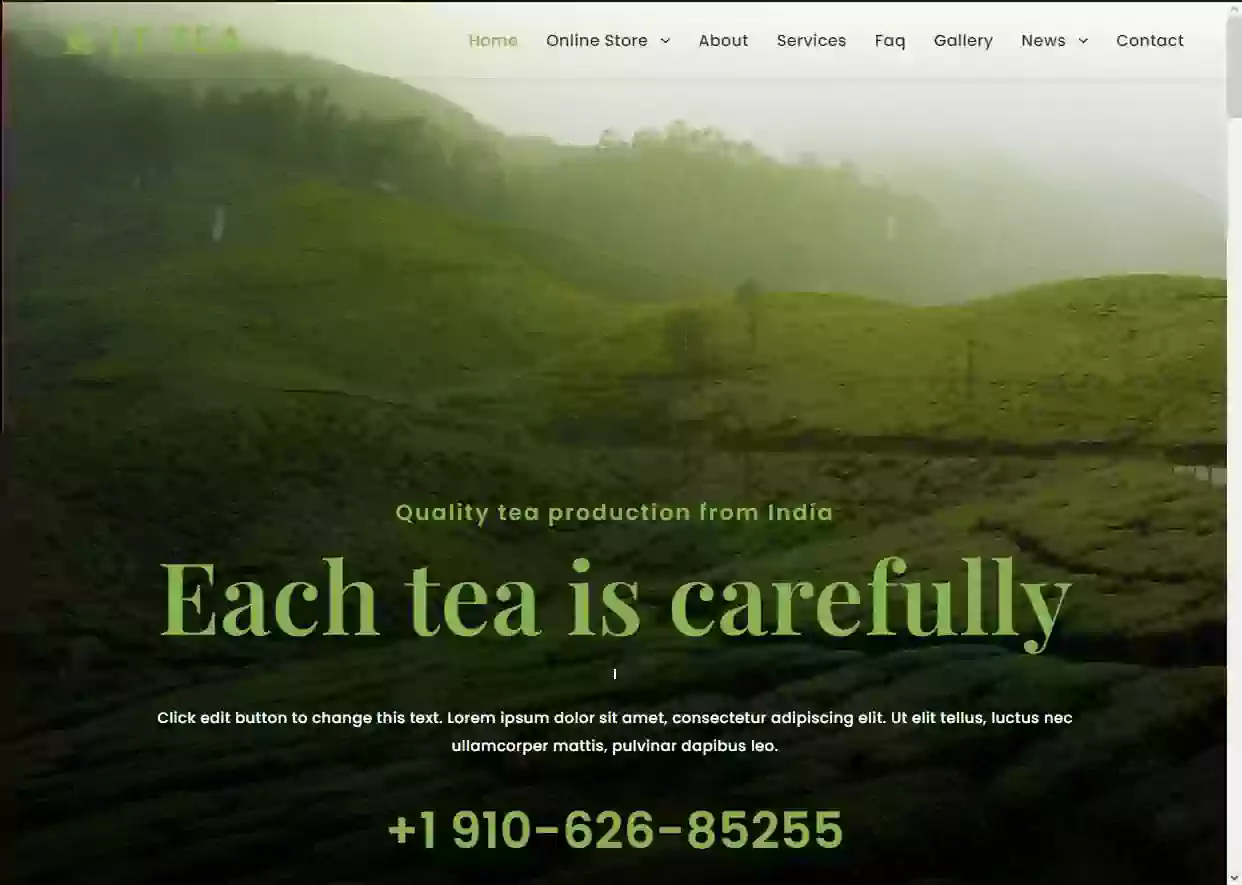 JT TEA
Home Online Store About Services Faq Gallery News Contact
Quality tea production from India
Each tea is carefully
Click edit button to change this text. Lorem ipsum dolor sit amet, consectetur adipiscing elit. Ut elit tellus, luctus nec
ullamcorper mattis, pulvinar dapibus leo.
+1 910-626-85255